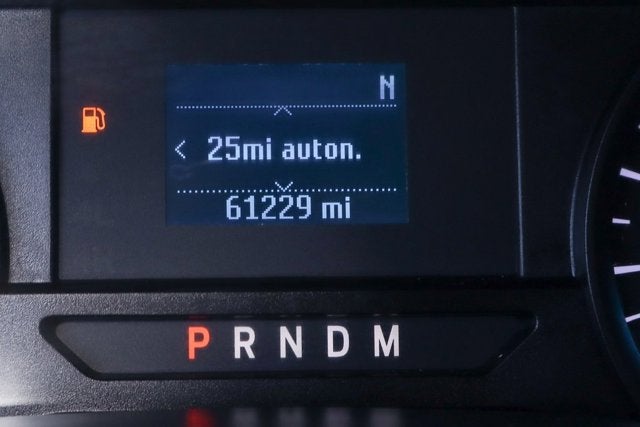 N
< 25mi auton.
61229 mi
P R N D M